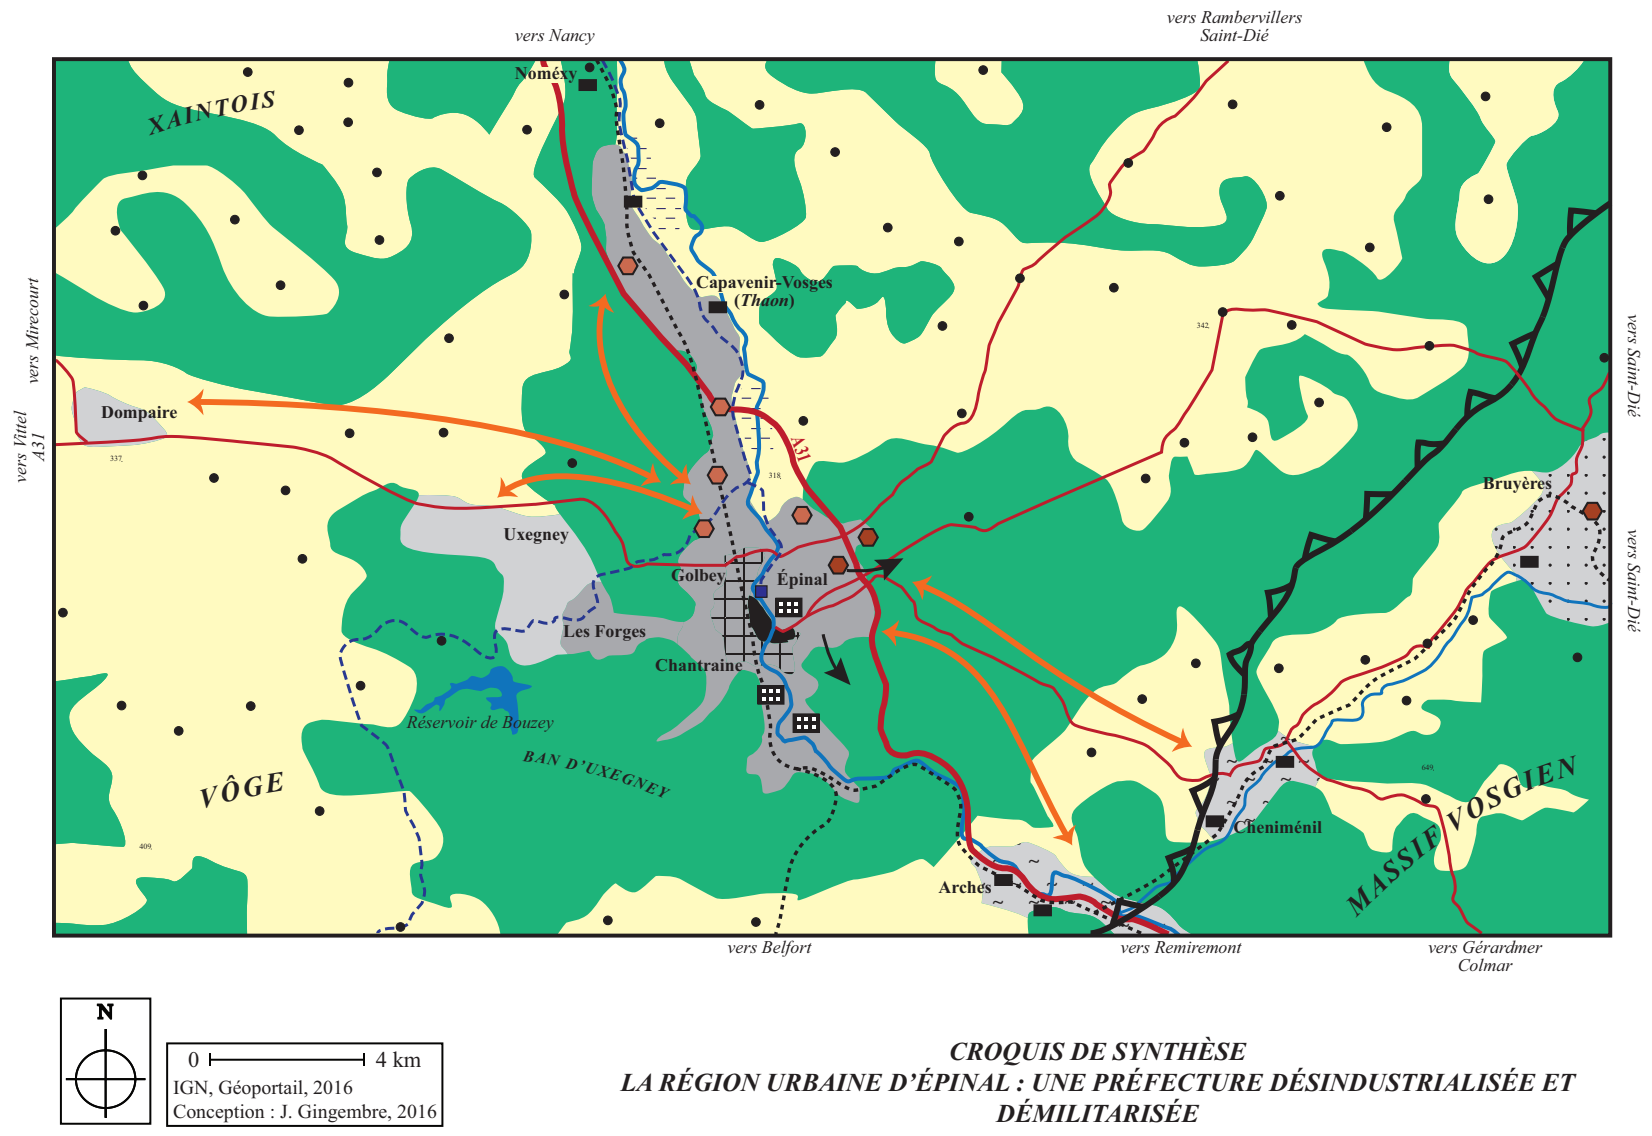 vers Rambervillers
Saint-Dié
vers Nancy
Noméxy
XAINTOIS
vers Mirecourt
Capavenir-Vosges
(Thaon)
342
vers Saint-Dié
Dompaire
vers Vittel
A31
337
A31
318
Bruyères
Uxegney
vers Saint-Dié
Golbey
Épinal
Les Forges
Chantraine
Réservoir de Bouzey
BAN D'UXEGNEY
VÔGE
649
MASSIF VOSGIEN
Cheniménil
409
Arches
vers Belfort
vers Remiremont
vers Gérardmer
Colmar
N
0 4 km
IGN, Géoportail, 2016
Conception : J. Gingembre, 2016
CROQUIS DE SYNTHÈSE
LA RÉGION URBAINE D'ÉPINAL : UNE PRÉFECTURE DÉSINDUSTRIALISÉE ET
DÉMILITARISÉE